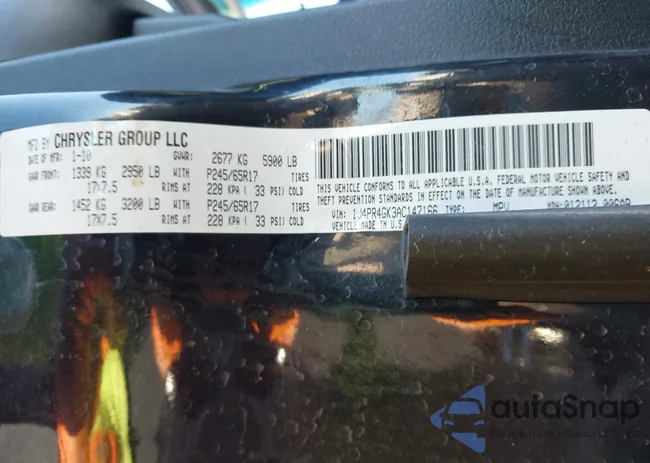 MFD BY CHRYSLER GROUP LLC
DATE OF MFR: 1-10 GVWR: 2677 KG 5900 LB
GAWR FRONT: 1339 KG 2950 LB WITH P245/65R17 TIRES
17X7.5 RIMS AT 228 KPA ( 33 PSI) COLD
GAWR REAR: 1452 KG 3200 LB WITH P245/65R17 TIRES
17X7.5 RIMS AT 228 KPA ( 33 PSI) COLD
THIS VEHICLE CONFORMS TO ALL APPLICABLE U.S.A. FEDERAL MOTOR VEHICLE SAFETY AND
THEFT PREVENTION STANDARDS IN EFFECT ON THE DATE OF MANUFACTURE SHOWN ABOVE.
VIN: 1J4PR4GK3AC147166 TYPE: MPV
VEHICLE MADE IN U.S
autoSnap